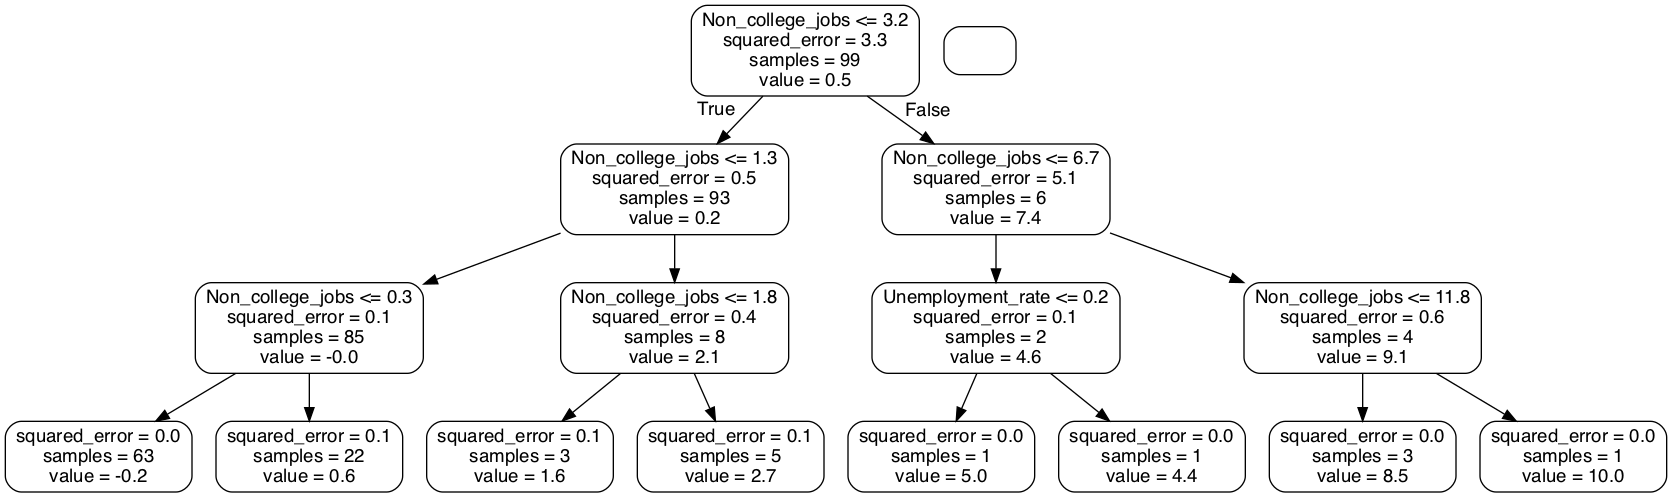 Non_college_jobs <= 3.2
squared_error = 3.3
samples = 99
value = 0.5
True
False
Non_college_jobs <= 1.3
squared_error = 0.5
samples = 93
value = 0.2
Non_college_jobs <= 6.7
squared_error = 5.1
samples = 6
value = 7.4
Non_college_jobs <= 0.3
squared_error = 0.1
samples = 85
value = -0.0
Non_college_jobs <= 1.8
squared_error = 0.4
samples = 8
value = 2.1
Unemployment_rate <= 0.2
squared_error = 0.1
samples = 2
value = 4.6
Non_college_jobs <= 11.8
squared_error = 0.6
samples = 4
value = 9.1
squared_error = 0.0
samples = 63
value = -0.2
squared_error = 0.1
samples = 22
value = 0.6
squared_error = 0.1
samples = 3
value = 1.6
squared_error = 0.1
samples = 5
value = 2.7
squared_error = 0.0
samples = 1
value = 5.0
squared_error = 0.0
samples = 1
value = 4.4
squared_error = 0.0
samples = 3
value = 8.5
squared_error = 0.0
samples = 1
value = 10.0